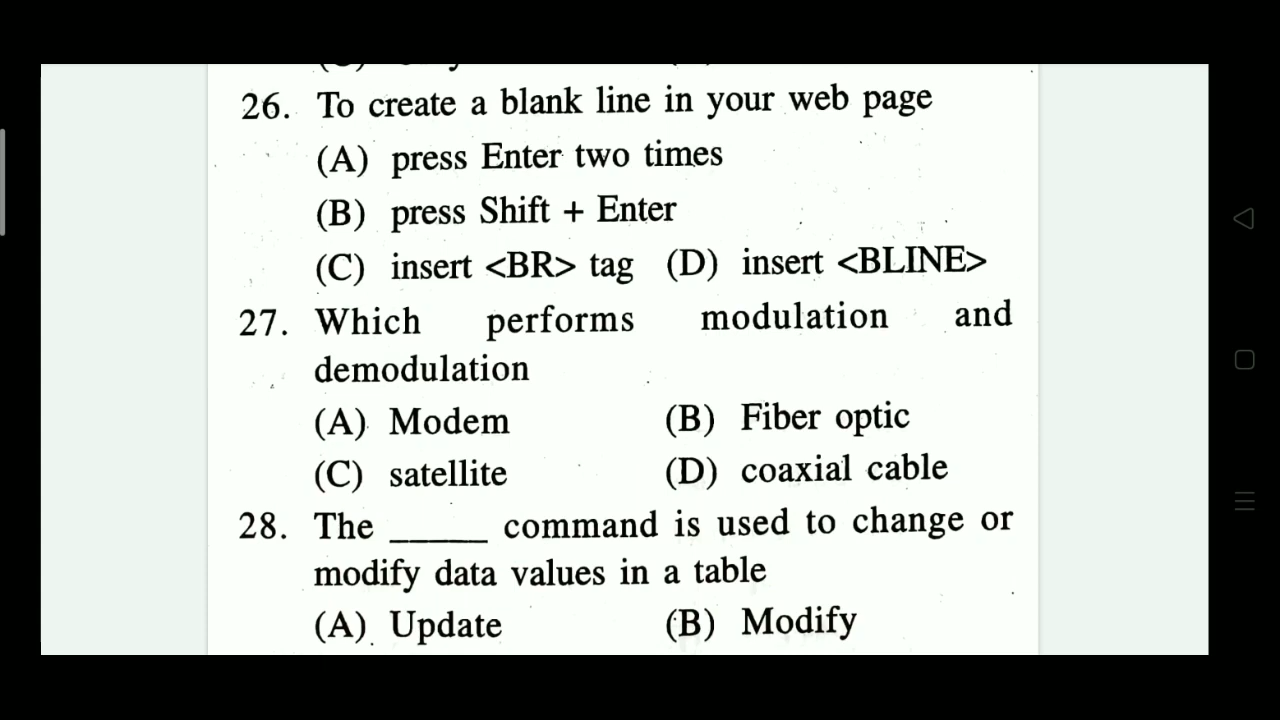 26. To create a blank line in your web page
(A) press Enter two times
(B) press Shift + Enter
(C) insert <BR> tag (D) insert <BLINE>
27. Which performs modulation and
demodulation
(A) Modem (B) Fiber optic
(C) satellite (D) coaxial cable
28. The _____ command is used to change or
modify data values in a table
(A) Update (B) Modify